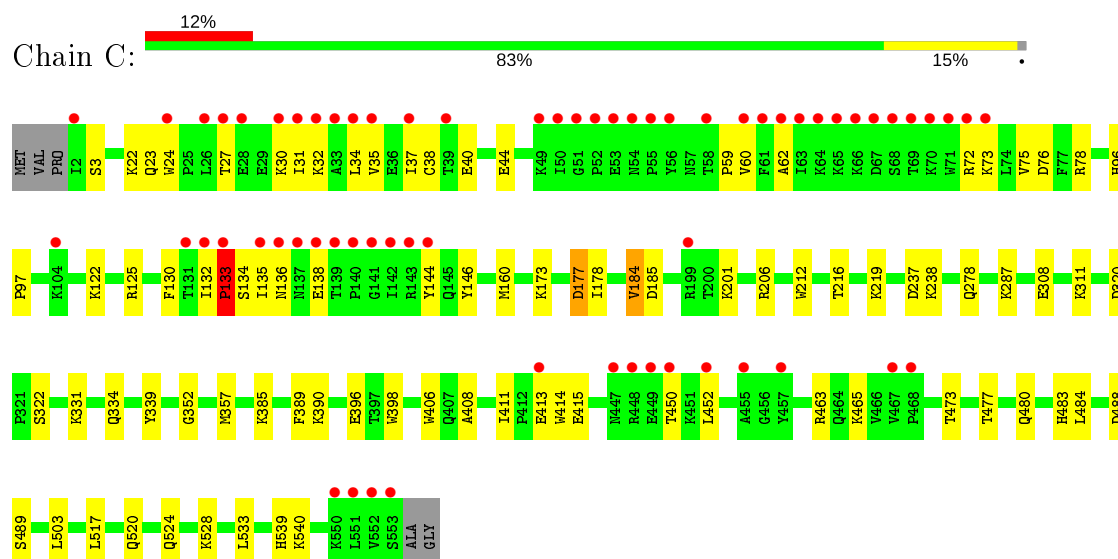 12%
Chain C:
83%
15%
•
MET VAL PRO I2 S3 K22 Q23 W24 P25 L26 T27 E28 E29 K30 I31 K32 A33 L34 V35 E36 I37 C38 T39 E40 E44 K49 I50 G51 P52 E53 N54 P55 Y56 N57 T58 P59 V60 F61 A62 I63 K64 K65 K66 D67 S68 T69 K70 W71 R72 K73 L74 V75 D76 F77 R78 H96
P97 K104 K122 R125 F130 T131 I132 P133 S134 I135 N136 N137 E138 T139 P140 G141 I142 R143 Y144 Q145 Y146 M160 K173 D177 I178 V184 D185 R199 T200 K201 R206 W212 T216 K219 D237 K238 Q278 K287 E308 K311 D320
P321 S322 K331 Q334 Y339 G352 M357 K385 F389 K390 E396 T397 W398 W406 Q407 A408 I411 P412 E413 W414 E415 N447 R448 E449 T450 K451 L452 A455 G456 Y457 R463 Q464 K465 V466 V467 P468 T473 T477 Q480 H483 L484 D488
S489 L503 L517 Q520 Q524 K528 L533 H539 K540 K550 L551 V552 S553 ALA GLY